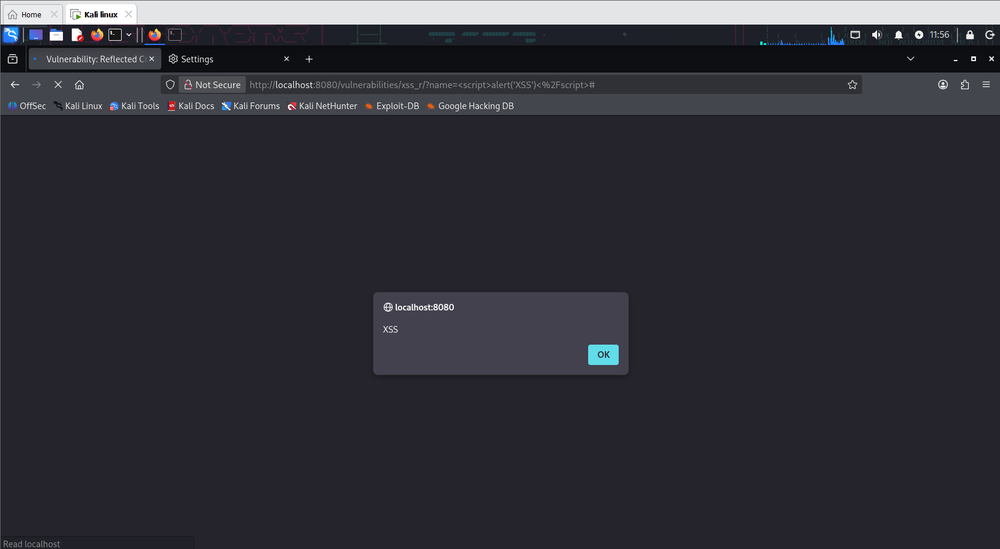 Home
Kali linux
11:56
Vulnerability: Reflected C
Settings
Not Secure
http://localhost:8080/vulnerabilities/xss_r/?name=<script>alert('XSS')<%2Fscript>#
OffSec
Kali Linux
Kali Tools
Kali Docs
Kali Forums
Kali NetHunter
Exploit-DB
Google Hacking DB
localhost:8080
XSS
OK
Read localhost